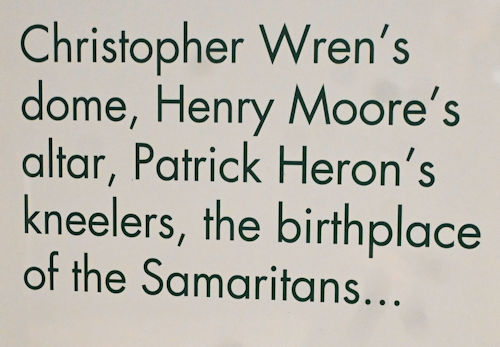 Christopher Wren's
dome, Henry Moore's
altar, Patrick Heron's
kneelers, the birthplace
of the Samaritans...